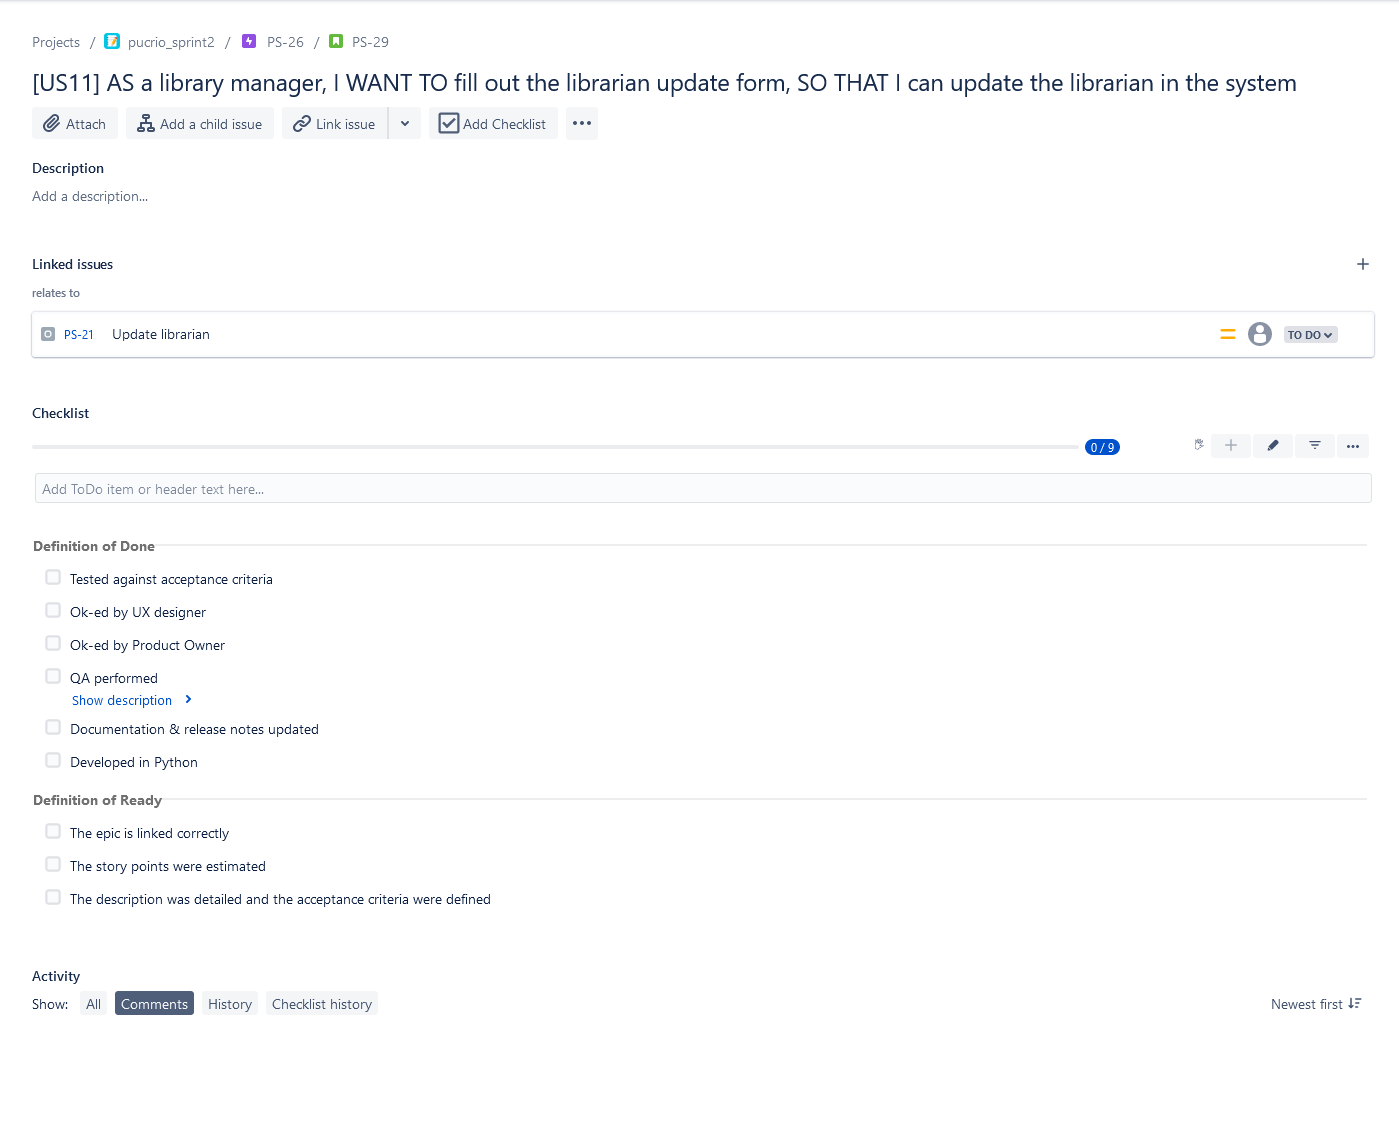 Projects / pucrio_sprint2 / PS-26 / PS-29
[US11] AS a library manager, I WANT TO fill out the librarian update form, SO THAT I can update the librarian in the system
Attach Add a child issue Link issue Add Checklist
Description
Add a description...
Linked issues
relates to
PS-21 Update librarian TO DO
Checklist
0 / 9
Add ToDo item or header text here...
Definition of Done
Tested against acceptance criteria
Ok-ed by UX designer
Ok-ed by Product Owner
QA performed
Show description
Documentation & release notes updated
Developed in Python
Definition of Ready
The epic is linked correctly
The story points were estimated
The description was detailed and the acceptance criteria were defined
Activity
Show: All Comments History Checklist history Newest first